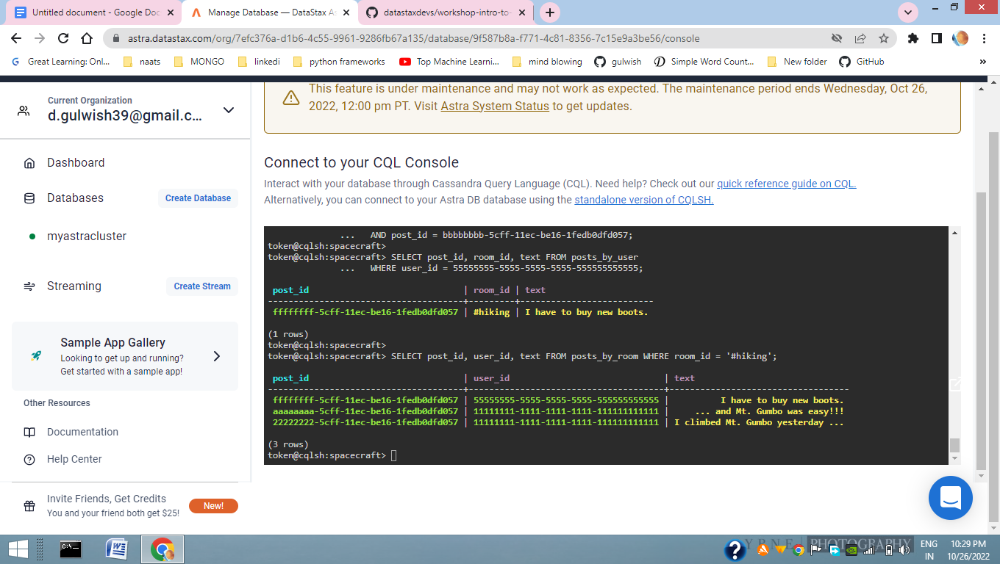 Untitled document - Google Doc
Manage Database — DataStax As
datastaxdevs/workshop-intro-to-
astra.datastax.com/org/7efc376a-d1b6-4c55-9961-9286fb67a135/database/9f587b8a-f771-4c81-8356-7c15e9a3be56/console
Great Learning: Onl...
naats
MONGO
linkedi
python frameworks
Top Machine Learni...
mind blowing
gulwish
Simple Word Count...
New folder
GitHub
»
Current Organization
d.gulwish39@gmail.c...
Dashboard
Databases
Create Database
myastracluster
Streaming
Create Stream
Sample App Gallery
Looking to get up and running?
Get started with a sample app!
Other Resources
Documentation
Help Center
Invite Friends, Get Credits
You and your friend both get $25!
New!
This feature is under maintenance and may not work as expected. The maintenance period ends Wednesday, Oct 26,
2022, 12:00 pm PT. Visit Astra System Status to get updates.
Connect to your CQL Console
Interact with your database through Cassandra Query Language (CQL). Need help? Check out our quick reference guide on CQL.
Alternatively, you can connect to your Astra DB database using the standalone version of CQLSH.
... AND post_id = bbbbbbbb-5cff-11ec-be16-1fedb0dfd057;
token@cqlsh:spacecraft>
token@cqlsh:spacecraft> SELECT post_id, room_id, text FROM posts_by_user
... WHERE user_id = 55555555-5555-5555-5555-555555555555;
post_id | room_id | text
--------------------------------------+---------+--------------------------
ffffffff-5cff-11ec-be16-1fedb0dfd057 | #hiking | I have to buy new boots.
(1 rows)
token@cqlsh:spacecraft>
token@cqlsh:spacecraft> SELECT post_id, user_id, text FROM posts_by_room WHERE room_id = '#hiking';
post_id | user_id | text
--------------------------------------+--------------------------------------+-----------------------------------
ffffffff-5cff-11ec-be16-1fedb0dfd057 | 55555555-5555-5555-5555-555555555555 | I have to buy new boots.
aaaaaaaa-5cff-11ec-be16-1fedb0dfd057 | 11111111-1111-1111-1111-111111111111 | ... and Mt. Gumbo was easy!!!
22222222-5cff-11ec-be16-1fedb0dfd057 | 11111111-1111-1111-1111-111111111111 | I climbed Mt. Gumbo yesterday ...
(3 rows)
token@cqlsh:spacecraft>
PHOTOGRAPHY
ENG
IN
10:29 PM
10/26/2022